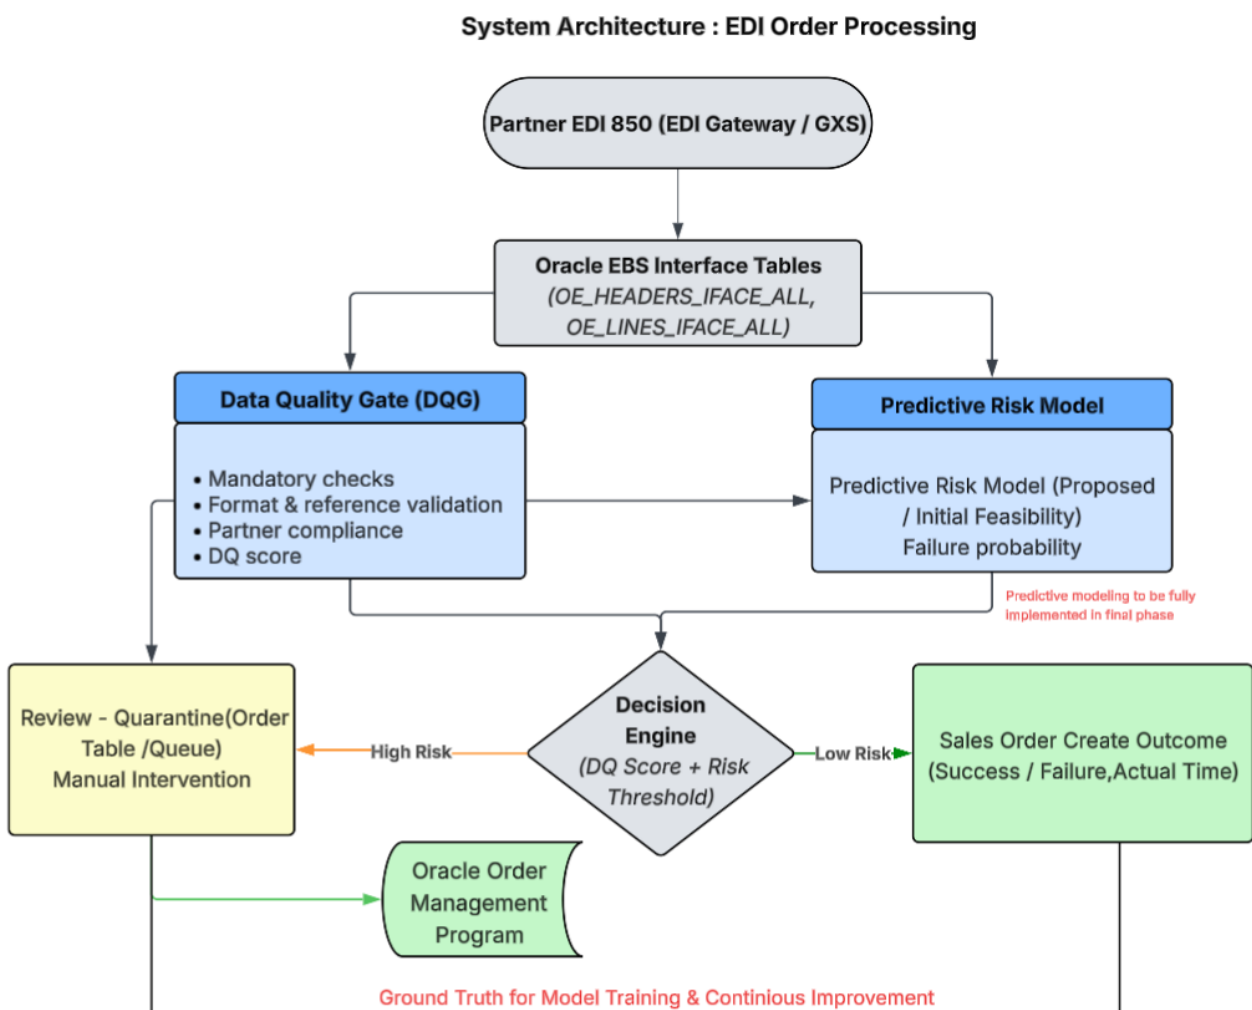 System Architecture : EDI Order Processing
Partner EDI 850 (EDI Gateway / GXS)
Oracle EBS Interface Tables
(OE_HEADERS_IFACE_ALL,
OE_LINES_IFACE_ALL)
Data Quality Gate (DQG)
• Mandatory checks
• Format & reference validation
• Partner compliance
• DQ score
Predictive Risk Model
Predictive Risk Model (Proposed
/ Initial Feasibility)
Failure probability
Predictive modeling to be fully
implemented in final phase
Review - Quarantine(Order
Table /Queue)
Manual Intervention
High Risk
Decision
Engine
(DQ Score + Risk
Threshold)
Low Risk
Sales Order Create Outcome
(Success / Failure,Actual Time)
Oracle Order
Management
Program
Ground Truth for Model Training & Continious Improvement